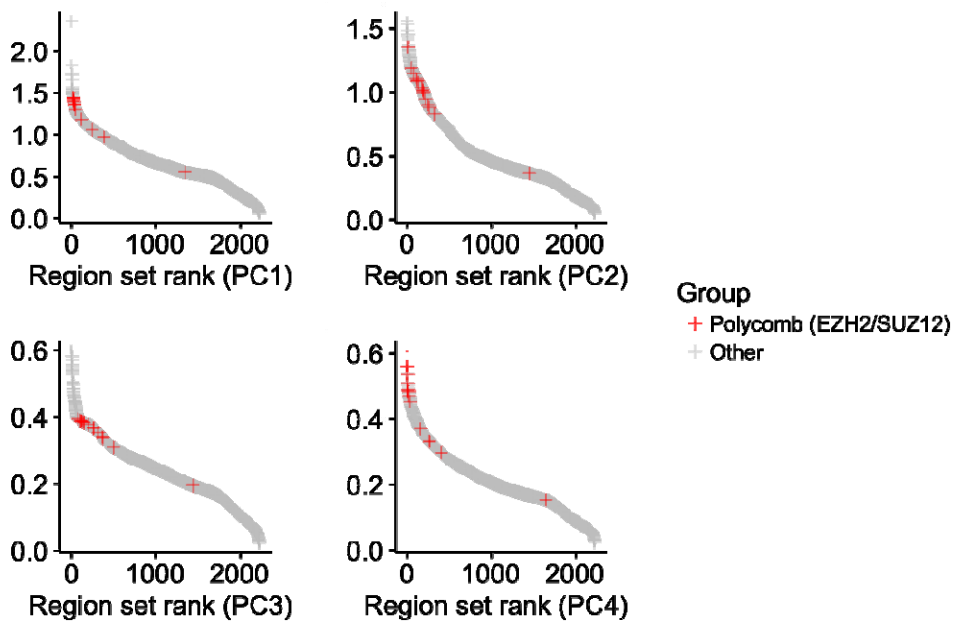 2.0
1.5
1.0
0.5
0.0
0 1000 2000
Region set rank (PC1)
1.5
1.0
0.5
0.0
0 1000 2000
Region set rank (PC2)
Group
Polycomb (EZH2/SUZ12)
Other
0.6
0.4
0.2
0.0
0 1000 2000
Region set rank (PC3)
0.6
0.4
0.2
0.0
0 1000 2000
Region set rank (PC4)